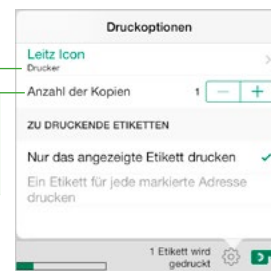 Druckoptionen
Leitz Icon
Drucker
Anzahl der Kopien 1 − +
ZU DRUCKENDE ETIKETTEN
Nur das angezeigte Etikett drucken
Ein Etikett für jede markierte Adresse
drucken
1 Etikett wird
gedruckt